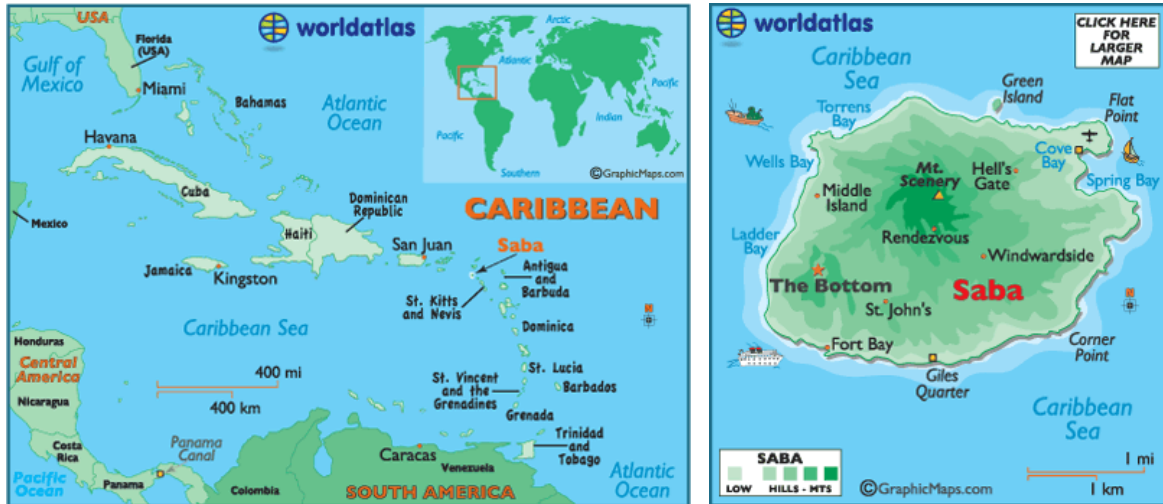 worldatlas
USA
Florida
(USA)
Gulf of
Mexico
Miami
Bahamas
Atlantic
Ocean
Havana
Cuba
Mexico
Dominican
Republic
Haiti
San Juan
Jamaica
Kingston
CARIBBEAN
Saba
Antigua
and
Barbuda
St. Kitts
and Nevis
Dominica
Caribbean Sea
N
Honduras
Central
America
Nicaragua
400 mi
400 km
St. Lucia
St. Vincent
and the
Grenadines
Barbados
Grenada
Costa
Rica
Panama
Canal
Panama
Pacific
Ocean
Caracas
Venezuela
Colombia
SOUTH AMERICA
Trinidad
and
Tobago
Atlantic
Ocean
Arctic
Atlantic
Pacific
Indian
Pacific
Southern
©GraphicMaps.com
worldatlas
CLICK HERE
FOR
LARGER
MAP
Caribbean
Sea
Green
Island
Flat
Point
Torrens
Bay
Wells Bay
Cove
Bay
Spring Bay
Mt.
Scenery
Hell's
Gate
Middle
Island
Rendezvous
Ladder
Bay
Windwardside
The Bottom
Saba
St. John's
N
Fort Bay
Corner
Point
Giles
Quarter
Caribbean
Sea
SABA
LOW
HILLS - MTS
©GraphicMaps.com
1 mi
1 km